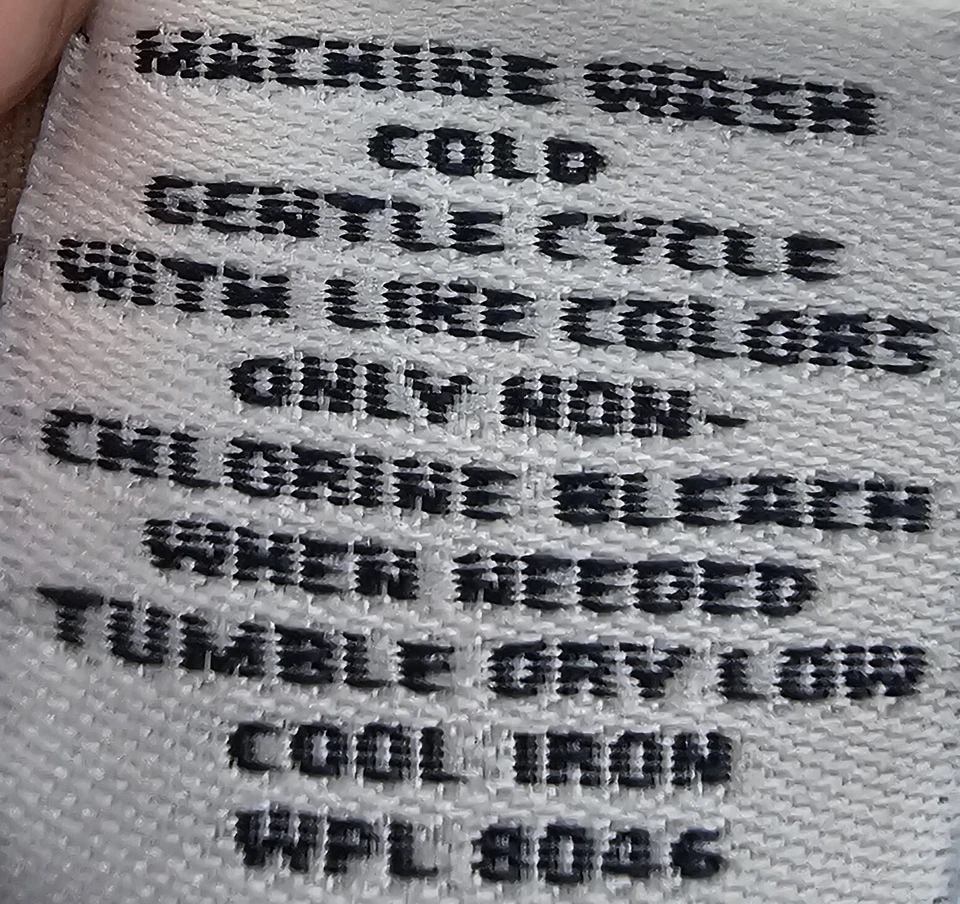 MACHINE WASH
COLD
GENTLE CYCLE
WITH LIKE COLORS
ONLY NON-
CHLORINE BLEACH
WHEN NEEDED
TUMBLE DRY LOW
COOL IRON
WPL 8046